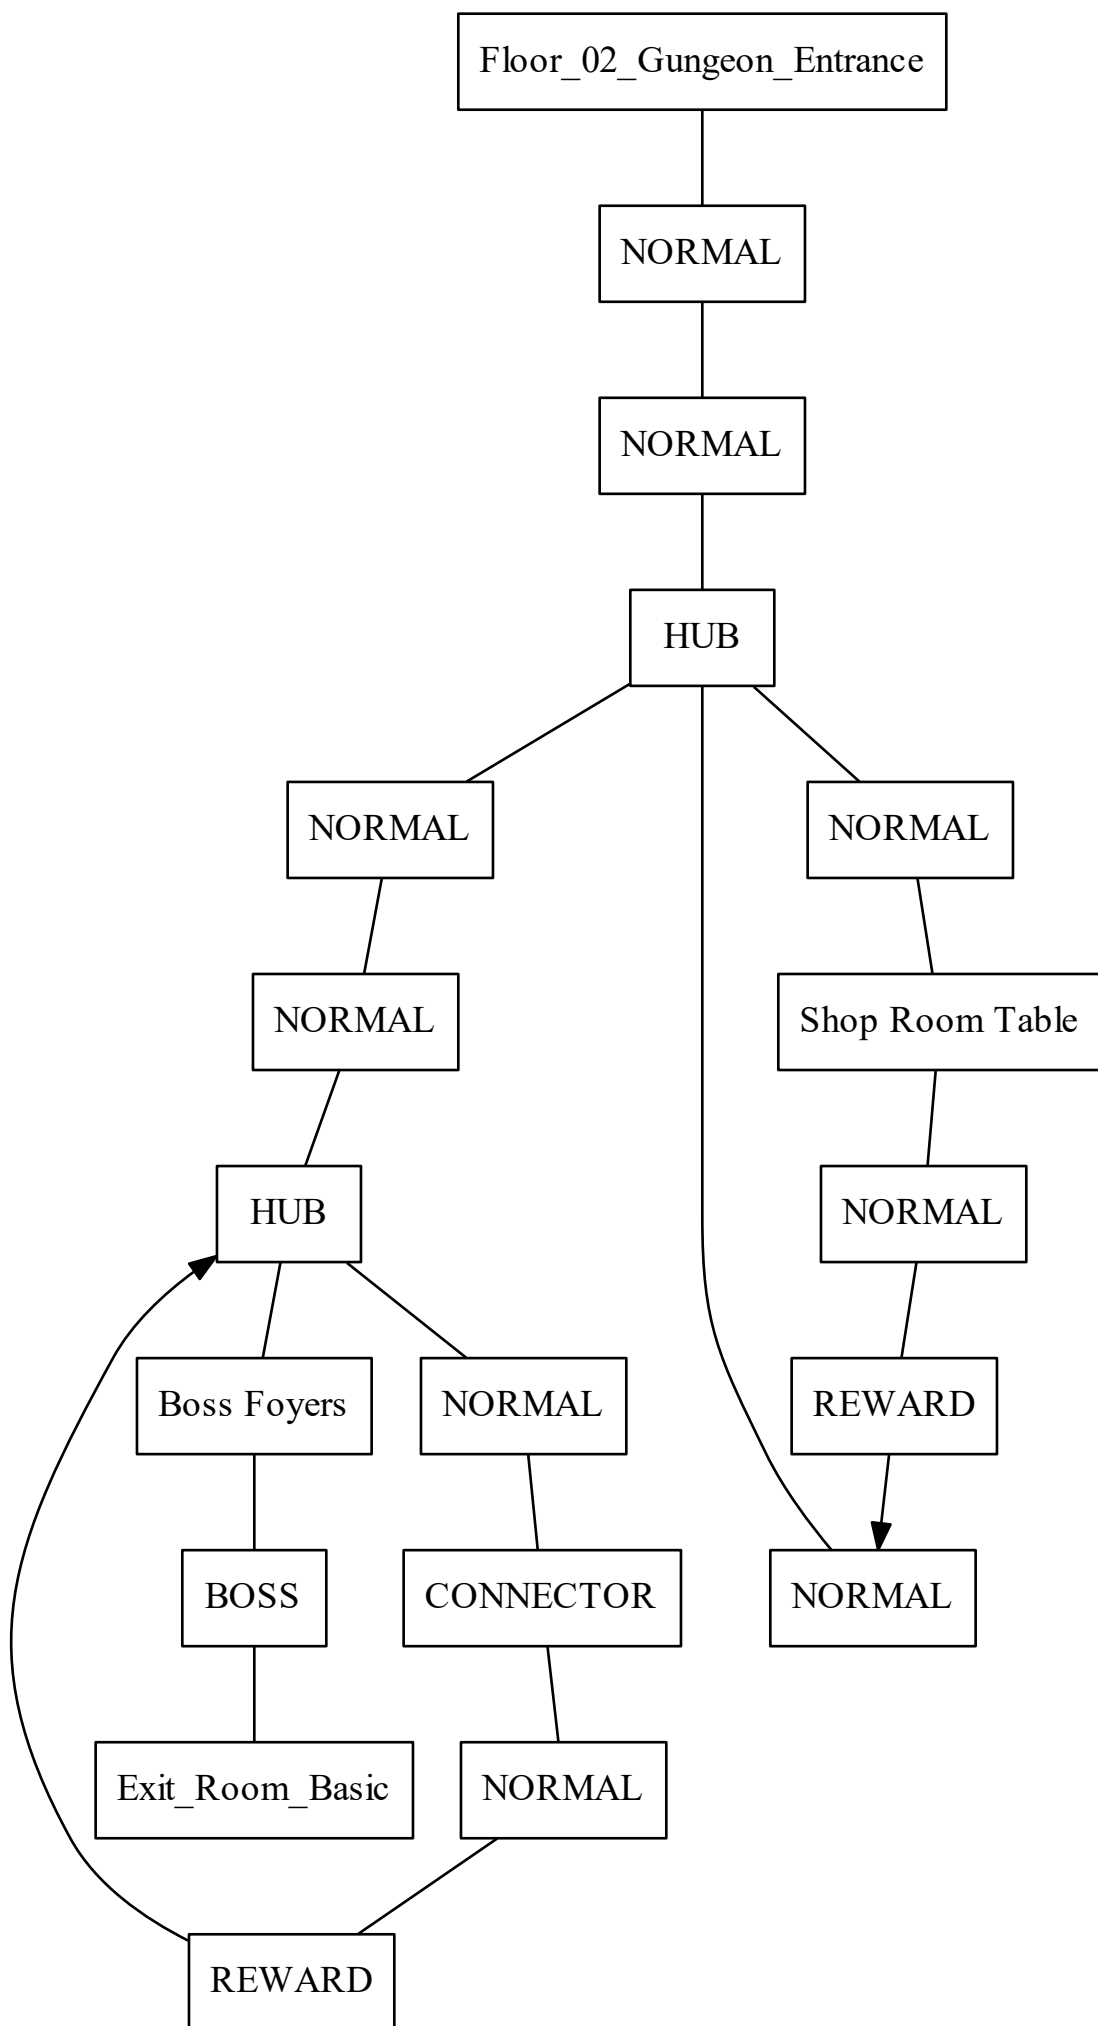 Floor_02_Gungeon_Entrance
NORMAL
NORMAL
HUB
NORMAL
NORMAL
NORMAL
Shop Room Table
HUB
NORMAL
Boss Foyers
NORMAL
REWARD
BOSS
CONNECTOR
NORMAL
Exit_Room_Basic
NORMAL
REWARD